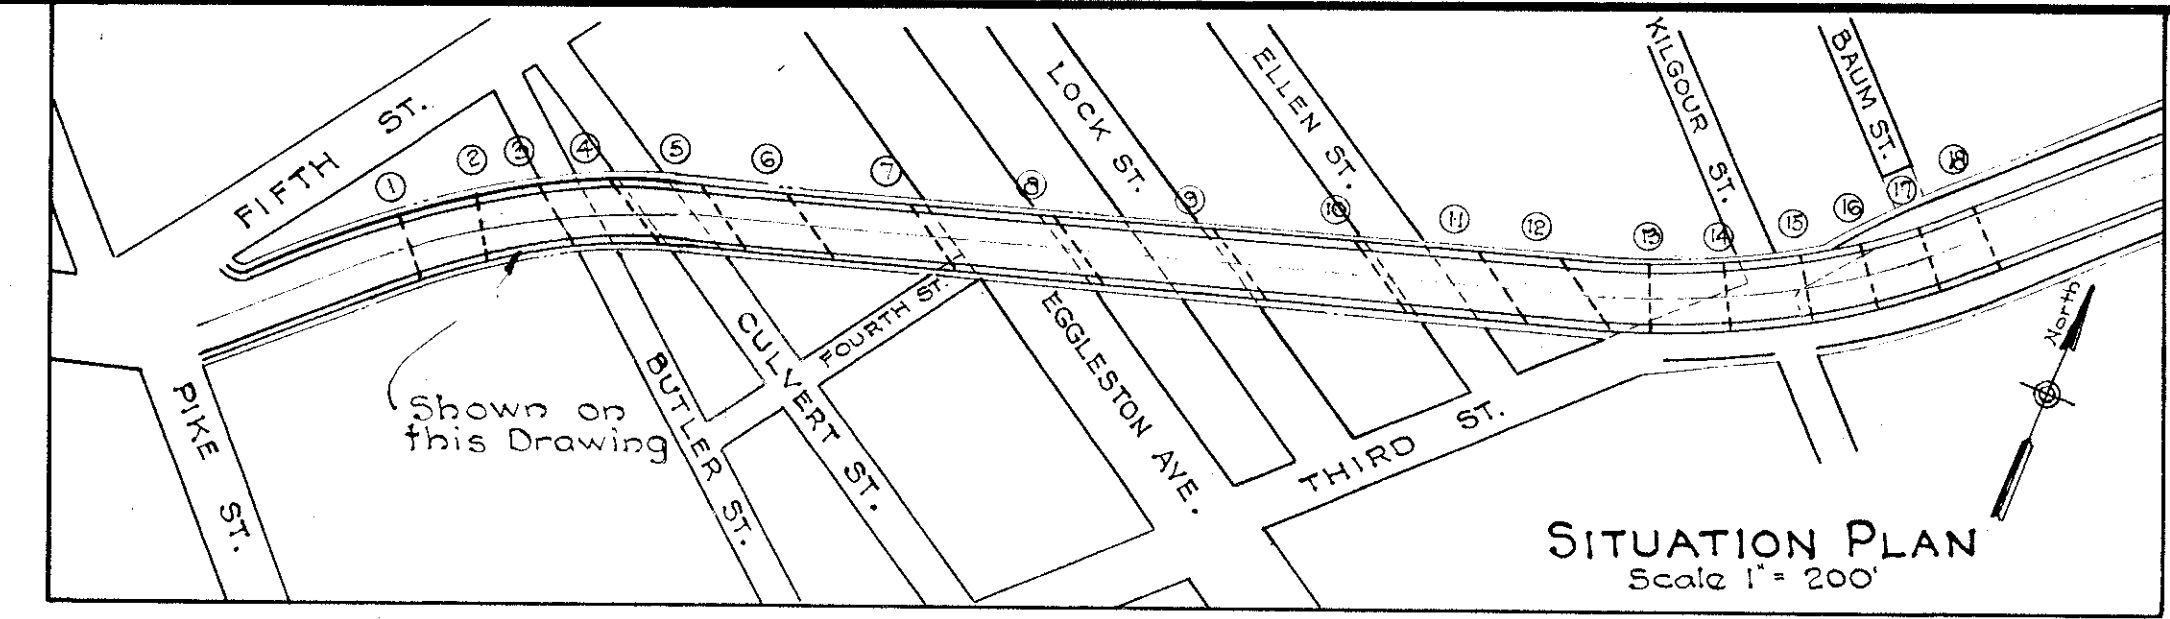 FIFTH ST.
① ② ③ ④ ⑤ ⑥ ⑦ ⑧ ⑨ ⑩ ⑪ ⑫ ⑬ ⑭ ⑮ ⑯ ⑰ ⑱
LOCK ST.
ELLEN ST.
KILGOUR ST.
BAUM ST.
PIKE ST.
Shown on
this Drawing
BUTLER ST.
CULVERT ST.
FOURTH ST.
EGGLESTON AVE.
THIRD ST.
North
SITUATION PLAN
Scale 1" = 200'